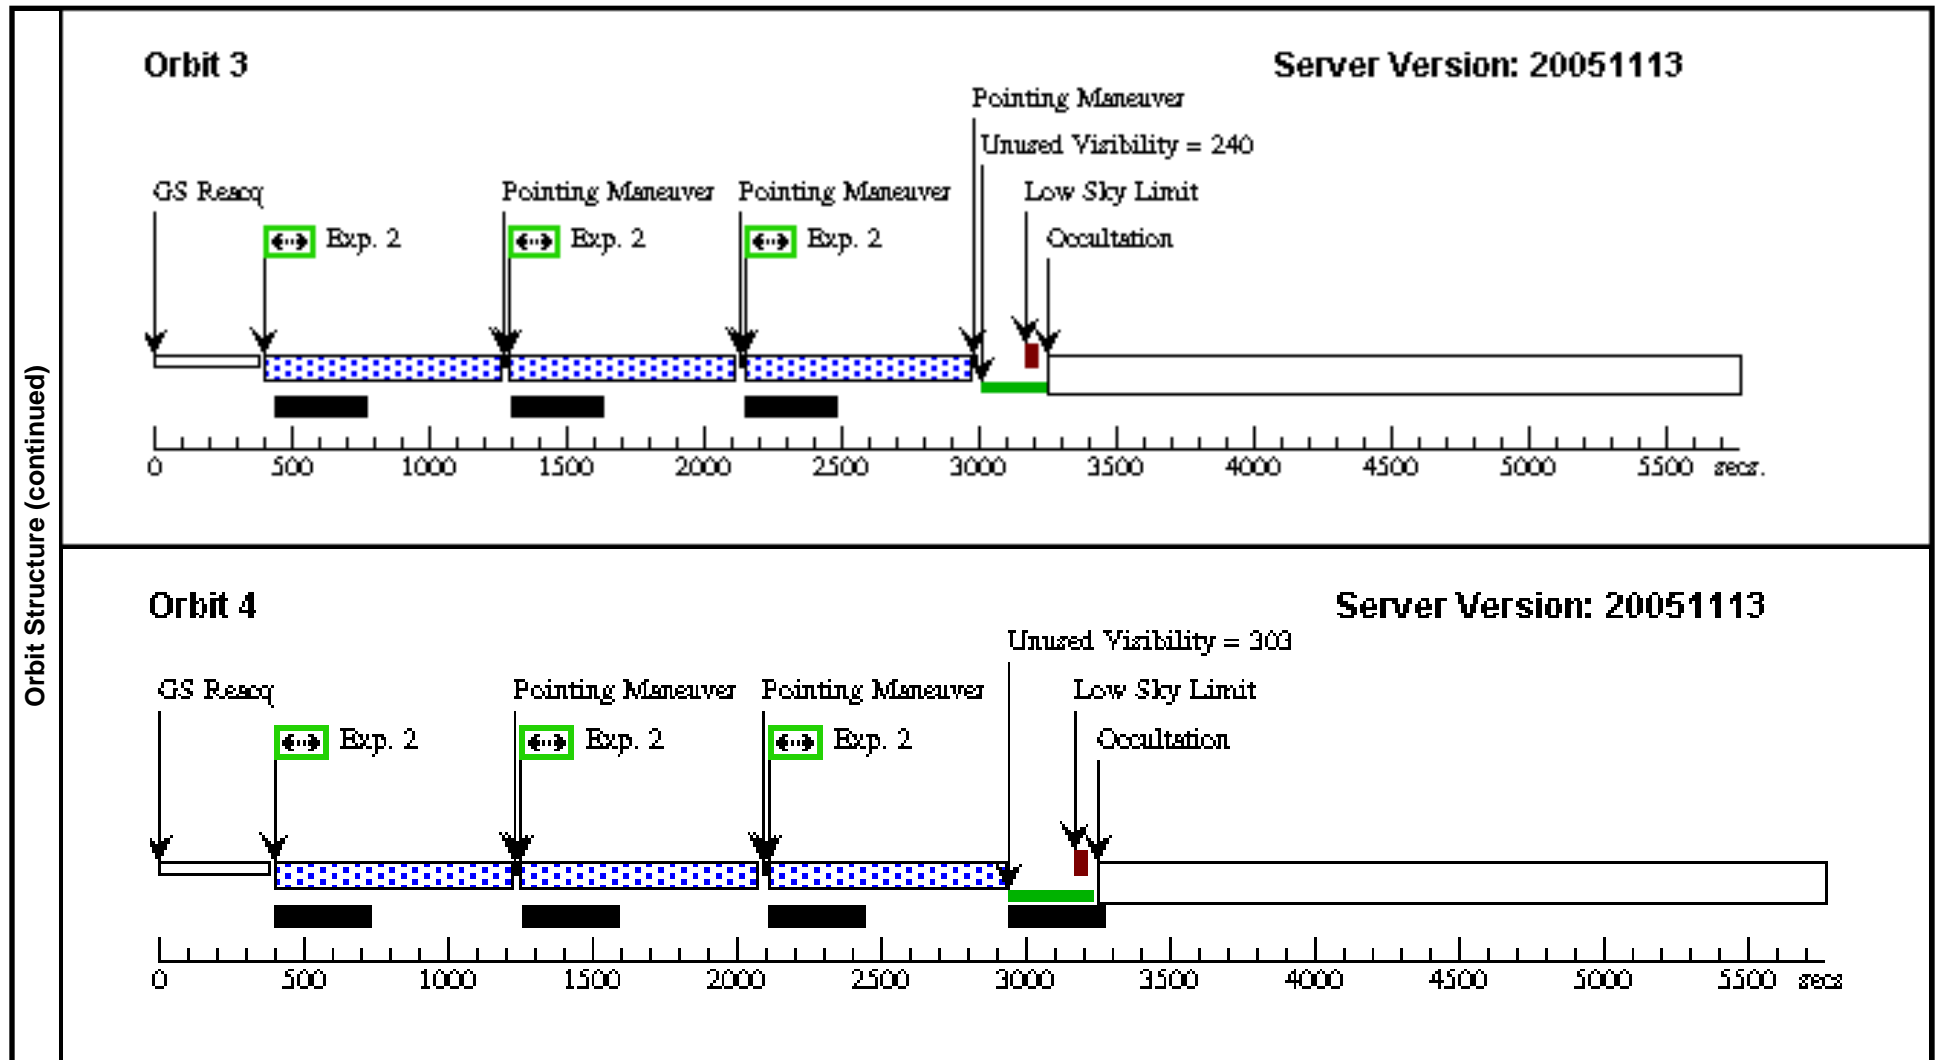 Orbit Structure (continued)
Orbit 3
Server Version: 20051113
Pointing Maneuver
Unused Visibility = 240
GS Reacq
Pointing Maneuver
Pointing Maneuver
Low Sky Limit
Exp. 2
Exp. 2
Exp. 2
Occultation
0 500 1000 1500 2000 2500 3000 3500 4000 4500 5000 5500 secs.
Orbit 4
Server Version: 20051113
Unused Visibility = 303
GS Reacq
Pointing Maneuver
Pointing Maneuver
Low Sky Limit
Exp. 2
Exp. 2
Exp. 2
Occultation
0 500 1000 1500 2000 2500 3000 3500 4000 4500 5000 5500 secs